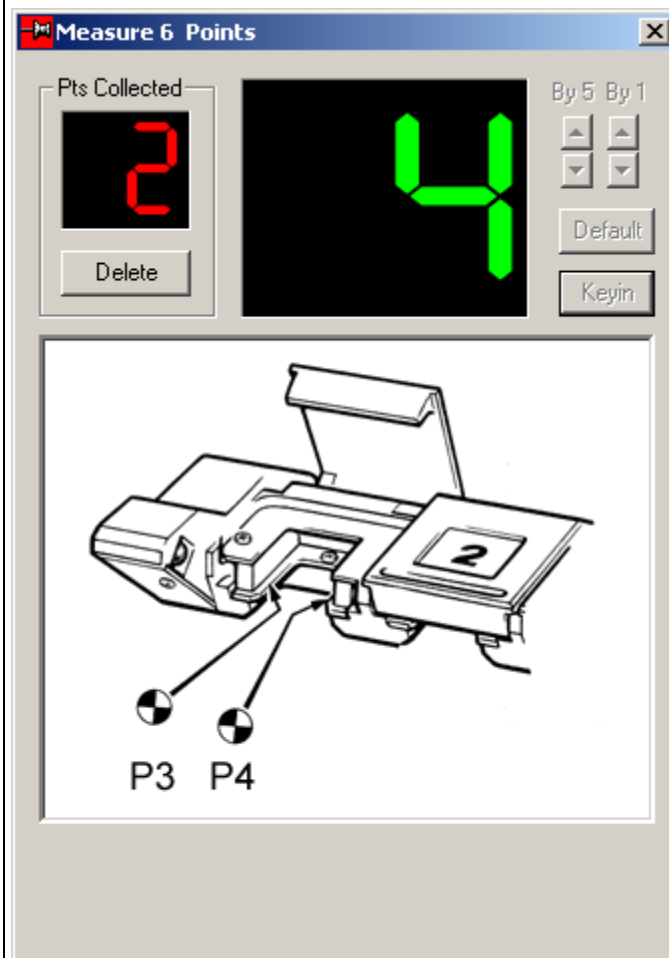 Measure 6 Points
Pts Collected
2
Delete
4
By 5 By 1
Default
Keyin
2
P3 P4